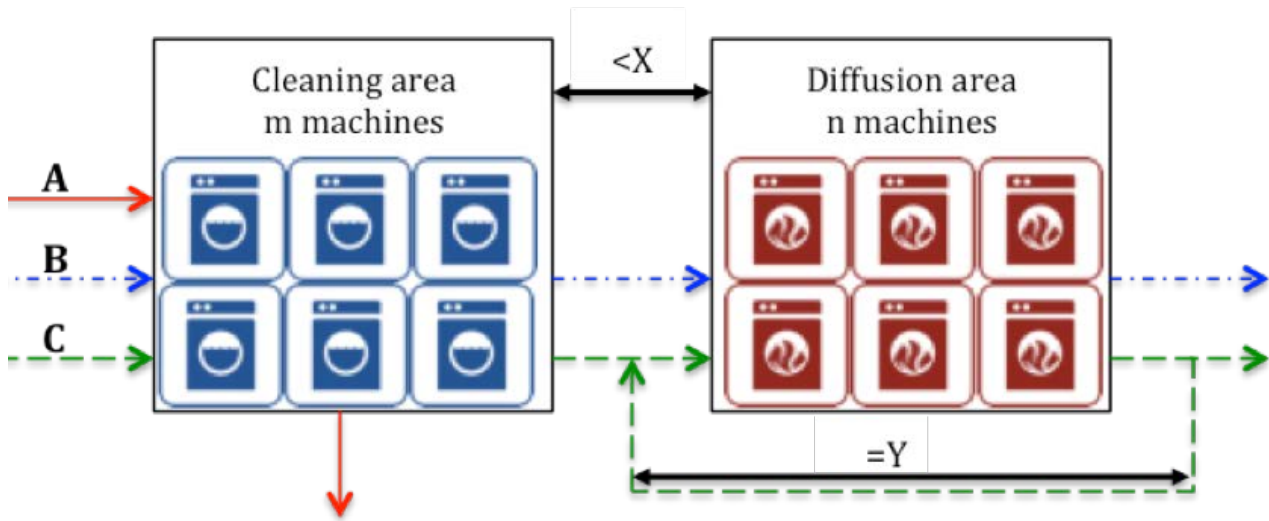 Cleaning area
m machines
<X
Diffusion area
n machines
A
B
C
=Y